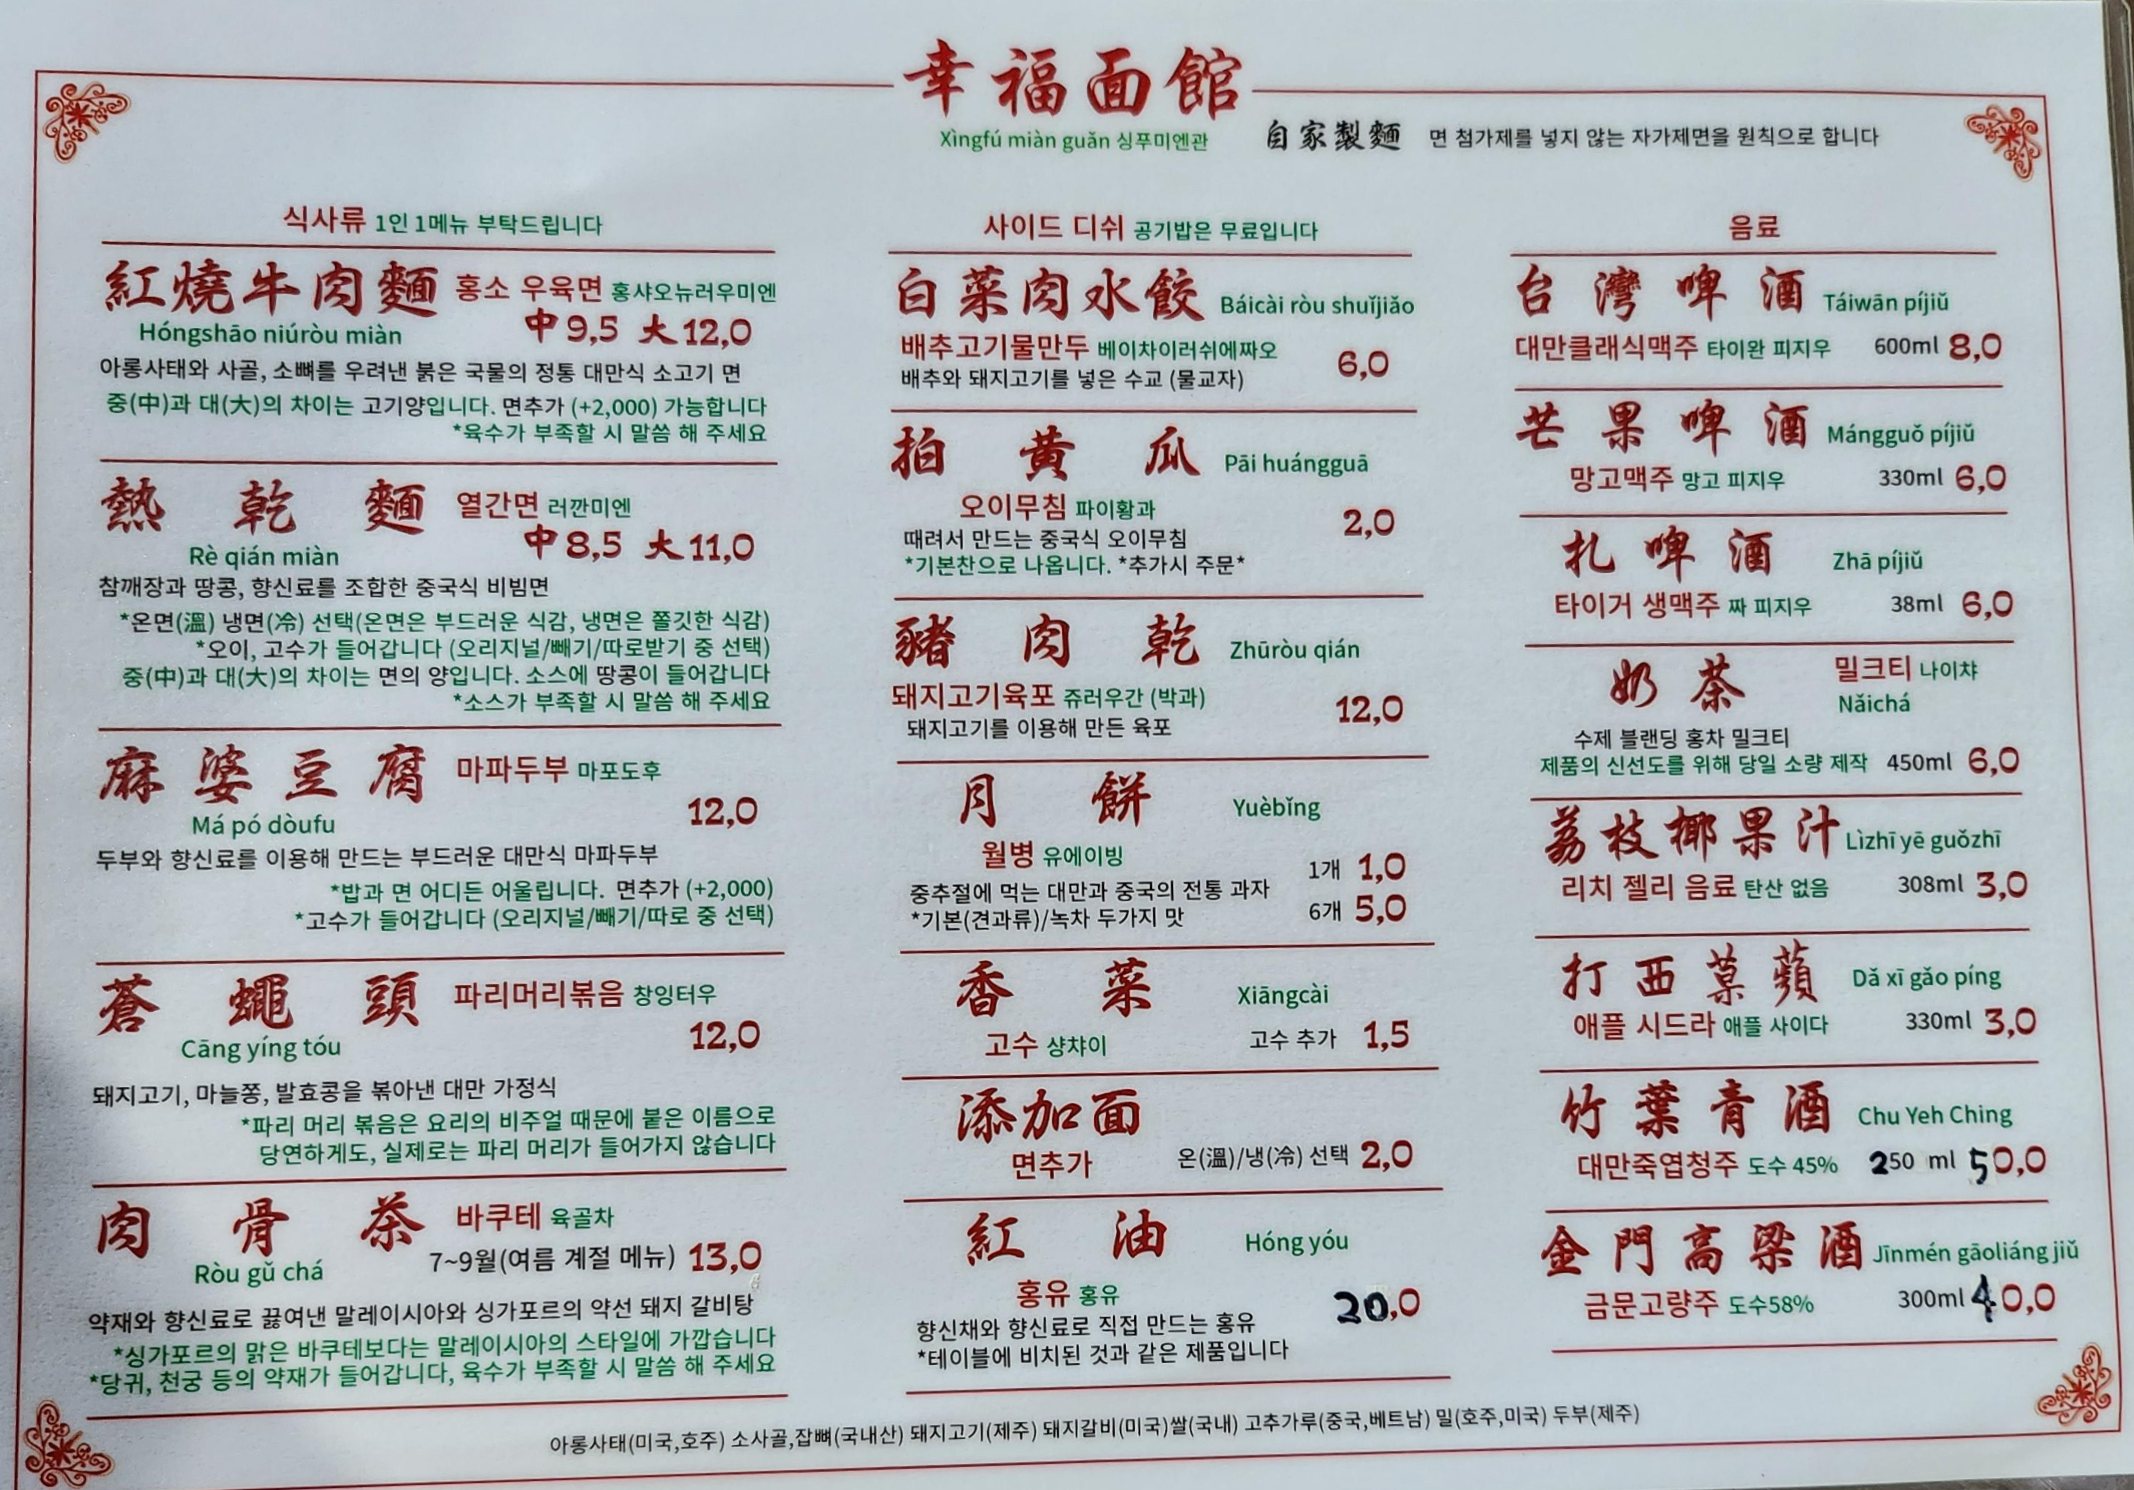 幸福面館
Xìngfú miàn guǎn 싱푸미엔관 自家製麵 면 첨가제를 넣지 않는 자가제면을 원칙으로 합니다
식사류 1인 1메뉴 부탁드립니다
紅燒牛肉麵 홍소 우육면 홍샤오뉴러우미엔
Hóngshāo niúròu miàn 中 9,5 大 12,0
아롱사태와 사골, 소뼈를 우려낸 붉은 국물의 정통 대만식 소고기 면
중(中)과 대(大)의 차이는 고기양입니다. 면추가 (+2,000) 가능합니다
*육수가 부족할 시 말씀 해 주세요
熱乾麵 열간면 러깐미엔
Rè qián miàn 中 8,5 大 11,0
참깨장과 땅콩, 향신료를 조합한 중국식 비빔면
*온면(溫) 냉면(冷) 선택(온면은 부드러운 식감, 냉면은 쫄깃한 식감)
*오이, 고수가 들어갑니다 (오리지널/빼기/따로받기 중 선택)
중(中)과 대(大)의 차이는 면의 양입니다. 소스에 땅콩이 들어갑니다
*소스가 부족할 시 말씀 해 주세요
麻婆豆腐 마파두부 마포도후
Má pó dòufu 12,0
두부와 향신료를 이용해 만드는 부드러운 대만식 마파두부
*밥과 면 어디든 어울립니다. 면추가 (+2,000)
*고수가 들어갑니다 (오리지널/빼기/따로 중 선택)
蒼蠅頭 파리머리볶음 창잉터우
Cāng yíng tóu 12,0
돼지고기, 마늘쫑, 발효콩을 볶아낸 대만 가정식
*파리 머리 볶음은 요리의 비주얼 때문에 붙은 이름으로
당연하게도, 실제로는 파리 머리가 들어가지 않습니다
肉骨茶 바쿠테 육골차
Ròu gǔ chá 7~9월(여름 계절 메뉴) 13,0
약재와 향신료로 끓여낸 말레이시아와 싱가포르의 약선 돼지 갈비탕
*싱가포르의 맑은 바쿠테보다는 말레이시아의 스타일에 가깝습니다
*당귀, 천궁 등의 약재가 들어갑니다, 육수가 부족할 시 말씀 해 주세요
사이드 디쉬 공기밥은 무료입니다
白菜肉水餃 Báicài ròu shuǐjiǎo
배추고기물만두 베이차이러쉬에쨔오 6,0
배추와 돼지고기를 넣은 수교 (물교자)
拍黃瓜 Pāi huángguā
오이무침 파이황과 2,0
때려서 만드는 중국식 오이무침
*기본찬으로 나옵니다. *추가시 주문*
豬肉乾 Zhūròu qián
돼지고기육포 쥬러우간 (박과) 12,0
돼지고기를 이용해 만든 육포
月餅 Yuèbǐng
월병 유에이빙 1개 1,0
중추절에 먹는 대만과 중국의 전통 과자
*기본(견과류)/녹차 두가지 맛 6개 5,0
香菜 Xiāngcài
고수 샹챠이 고수 추가 1,5
添加面
면추가 온(溫)/냉(冷) 선택 2,0
紅油 Hóng yóu
홍유 홍유 20,0
향신채와 향신료로 직접 만드는 홍유
*테이블에 비치된 것과 같은 제품입니다
음료
台灣啤酒 Táiwān píjiǔ
대만클래식맥주 타이완 피지우 600ml 8,0
芒果啤酒 Mángguǒ píjiǔ
망고맥주 망고 피지우 330ml 6,0
扎啤酒 Zhā píjiǔ
타이거 생맥주 짜 피지우 38ml 6,0
奶茶 밀크티 나이챠
Nǎichá
수제 블랜딩 홍차 밀크티
제품의 신선도를 위해 당일 소량 제작 450ml 6,0
荔枝椰果汁 Lìzhī yē guǒzhī
리치 젤리 음료 탄산 없음 308ml 3,0
打西菒蘋 Dǎ xī gǎo píng
애플 시드라 애플 사이다 330ml 3,0
竹葉青酒 Chu Yeh Ching
대만죽엽청주 도수 45% 250 ml 50,0
金門高梁酒 Jīnmén gāoliáng jiǔ
금문고량주 도수58% 300ml 40,0
아롱사태(미국,호주) 소사골,잡뼈(국내산) 돼지고기(제주) 돼지갈비(미국)쌀(국내) 고추가루(중국,베트남) 밀(호주,미국) 두부(제주)